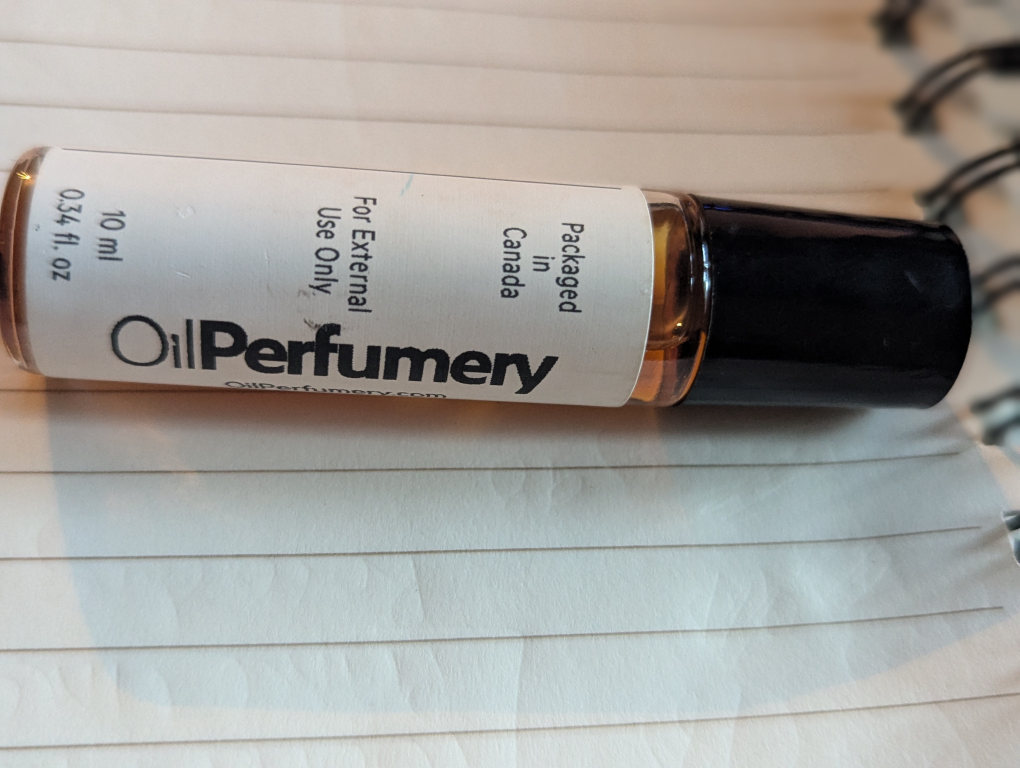 Packaged
in
Canada
For External
Use Only
10 ml
0.34 fl. oz
OilPerfumery
OilPerfumery.com